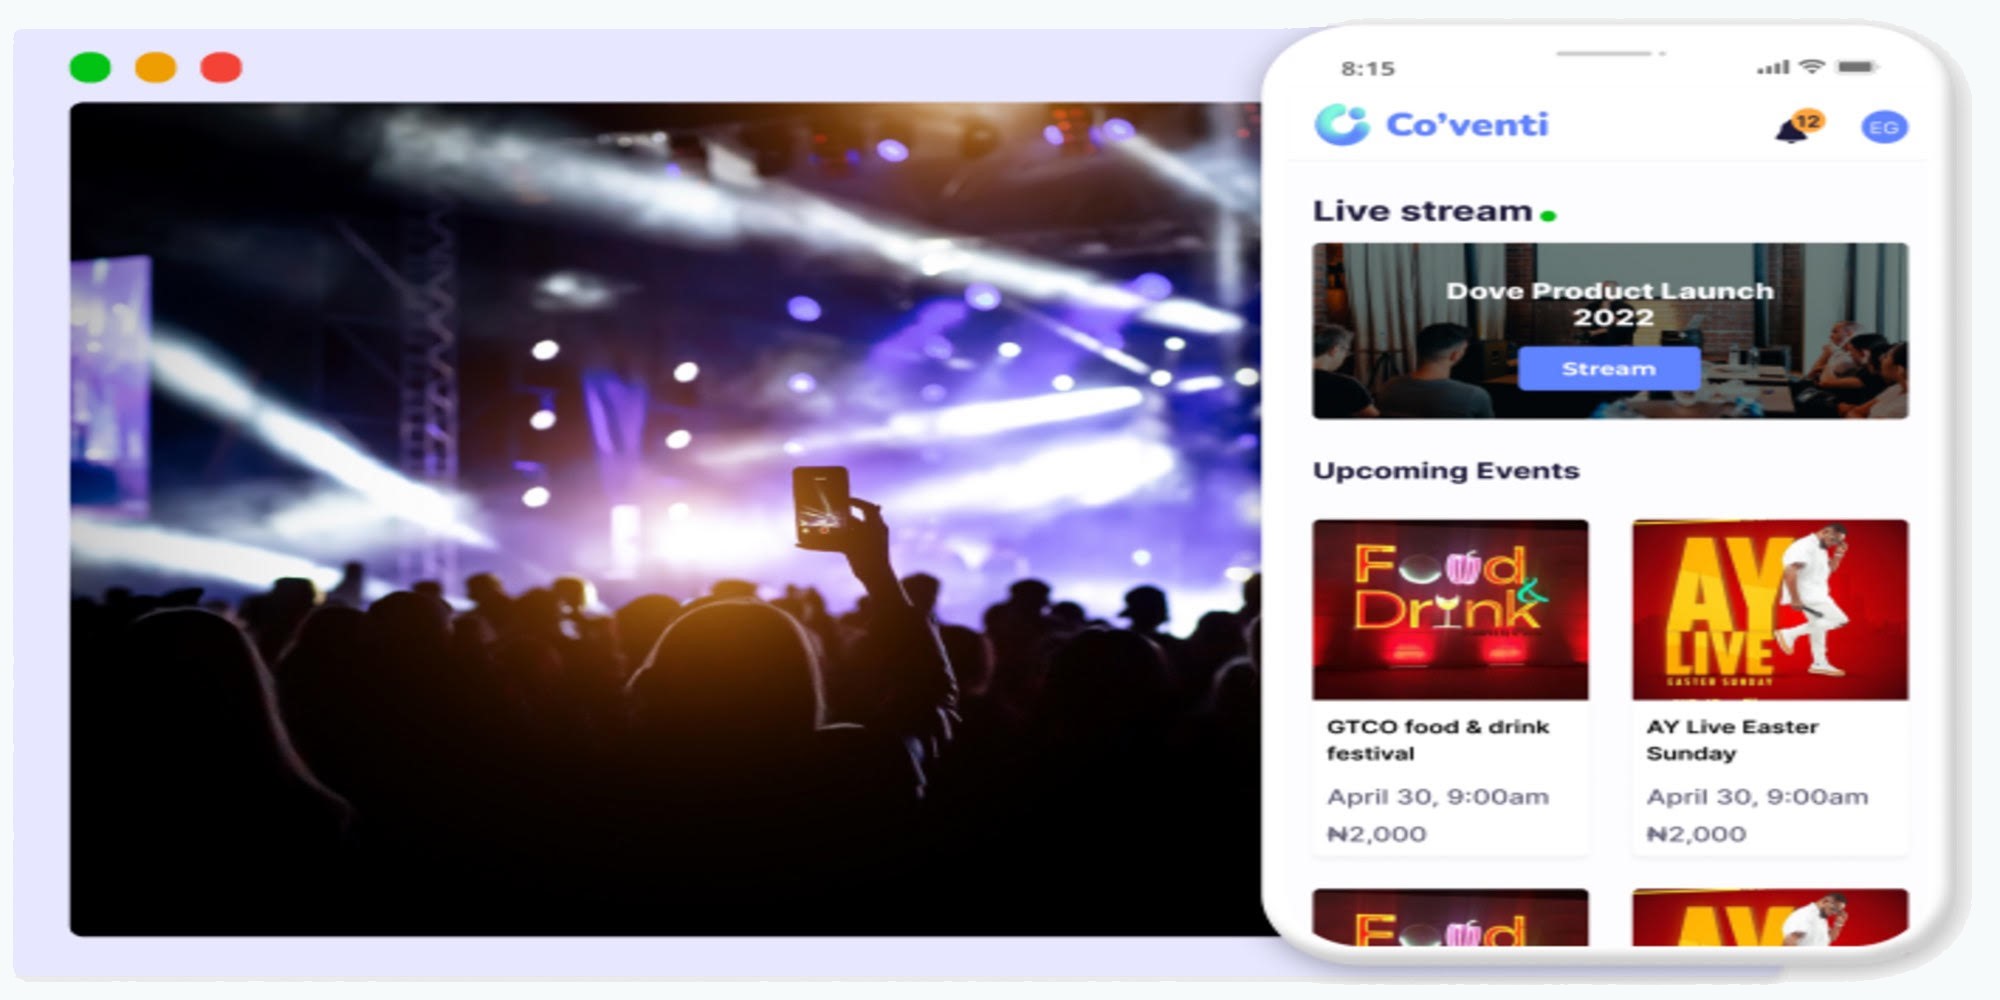 8:15
Co'venti
12
EG
Live stream
Dove Product Launch
2022
Stream
Upcoming Events
Food
&
Drink
AY
LIVE
EASTER SUNDAY
GTCO food & drink
festival
April 30, 9:00am
₦2,000
AY Live Easter
Sunday
April 30, 9:00am
₦2,000
Food
AY